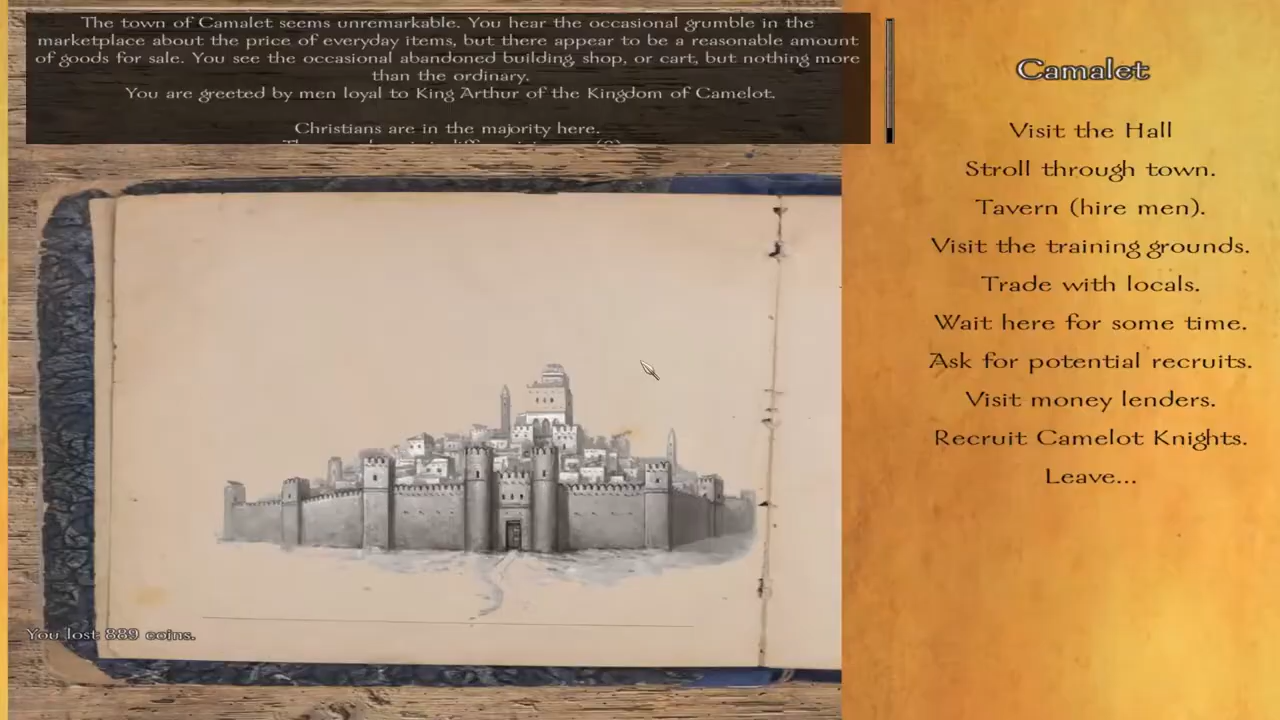 The town of Camalet seems unremarkable. You hear the occasional grumble in the
marketplace about the price of everyday items, but there appear to be a reasonable amount
of goods for sale. You see the occasional abandoned building, shop, or cart, but nothing more
than the ordinary.
You are greeted by men loyal to King Arthur of the Kingdom of Camelot.
Christians are in the majority here.
Camalet
Visit the Hall
Stroll through town.
Tavern (hire men).
Visit the training grounds.
Trade with locals.
Wait here for some time.
Ask for potential recruits.
Visit money lenders.
Recruit Camelot Knights.
Leave...
You lost 889 coins.